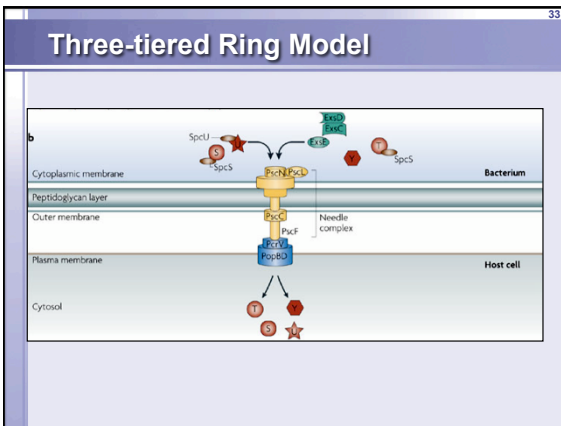 33
Three-tiered Ring Model
b
ExsD
ExsC
SpcU
U
ExsE
S
T
Y
SpcS
SpcS
PscN PscL
Cytoplasmic membrane
Bacterium
Peptidoglycan layer
Outer membrane
PscC
Needle
complex
PscF
PcrV
Plasma membrane
PopBD
Host cell
Cytosol
T
Y
S
U